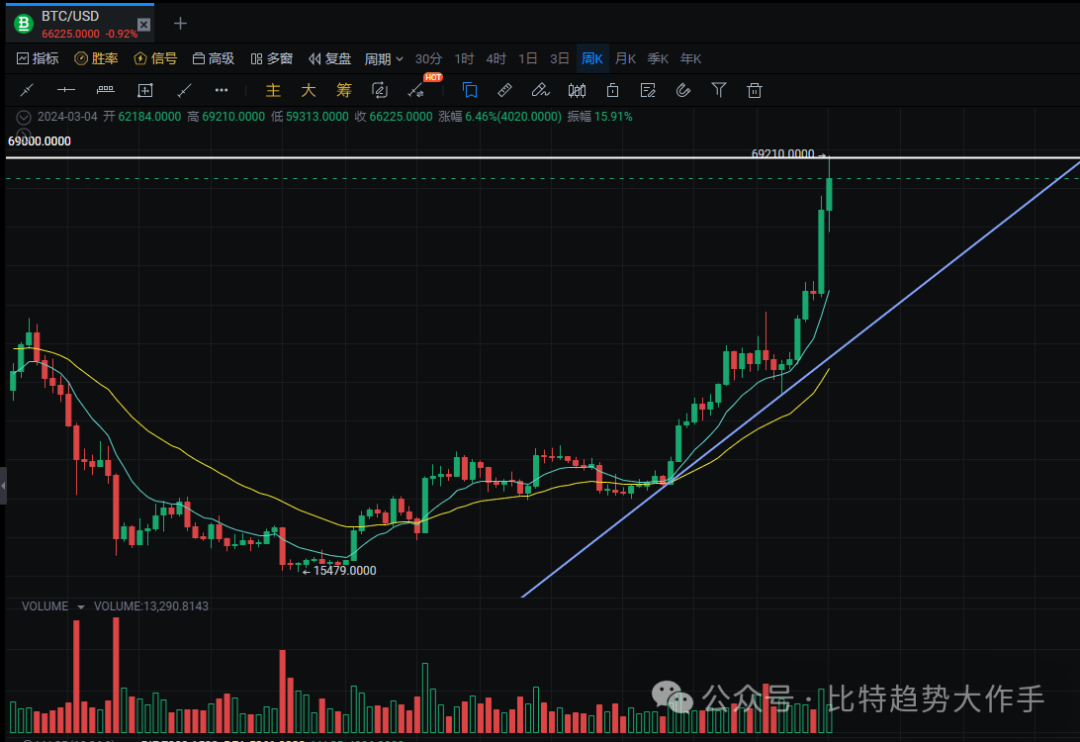 BTC/USD
66225.0000 -0.92%
指标 胜率 信号 高级 多窗 复盘 周期 30分 1时 4时 1日 3日 周K 月K 季K 年K
主 大 筹 HOT
2024-03-04 开 62184.0000 高 69210.0000 低 59313.0000 收 66225.0000 涨幅 6.46%(4020.0000) 振幅 15.91%
69000.0000
69210.0000→
←15479.0000
VOLUME VOLUME:13,290.8143
公众号·比特趋势大作手